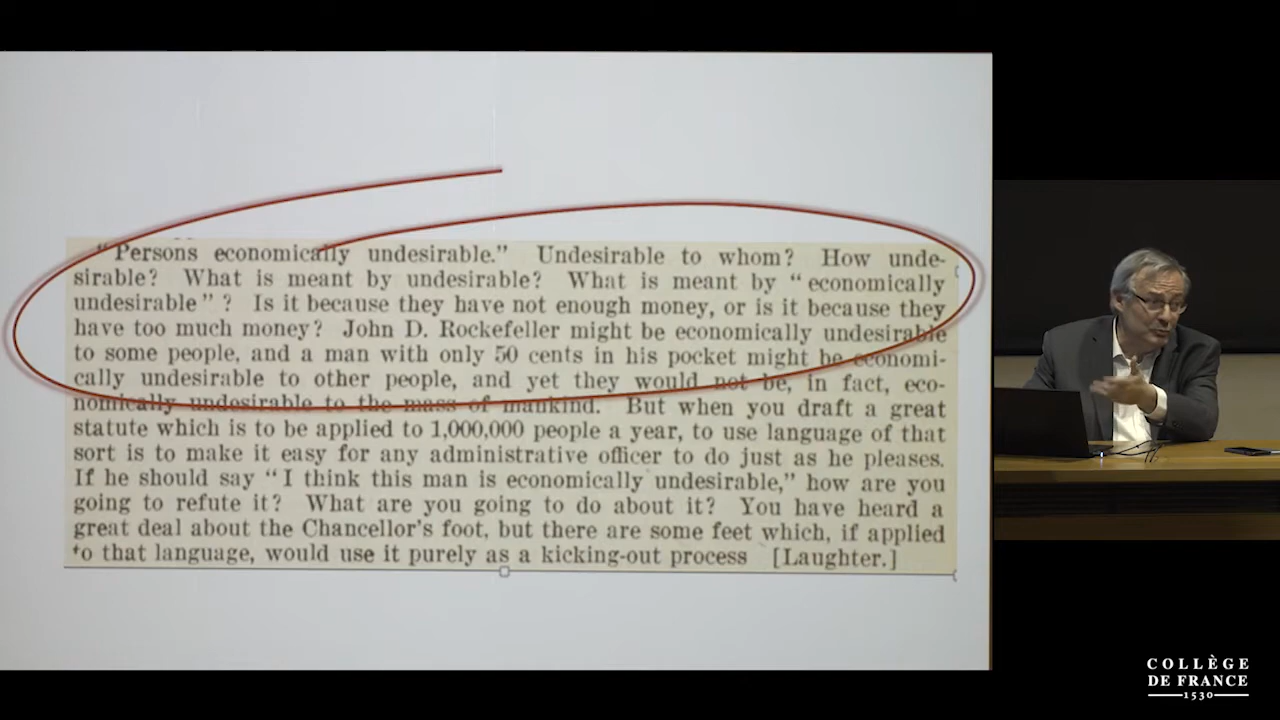 "Persons economically undesirable." Undesirable to whom? How unde-
sirable? What is meant by undesirable? What is meant by "economically
undesirable"? Is it because they have not enough money, or is it because they
have too much money? John D. Rockefeller might be economically undesirable
to some people, and a man with only 50 cents in his pocket might be economi-
cally undesirable to other people, and yet they would not be, in fact, eco-
nomically undesirable to the mass of mankind. But when you draft a great
statute which is to be applied to 1,000,000 people a year, to use language of that
sort is to make it easy for any administrative officer to do just as he pleases.
If he should say "I think this man is economically undesirable," how are you
going to refute it? What are you going to do about it? You have heard a
great deal about the Chancellor's foot, but there are some feet which, if applied
to that language, would use it purely as a kicking-out process [Laughter.]
COLLÈGE
DE FRANCE
1530